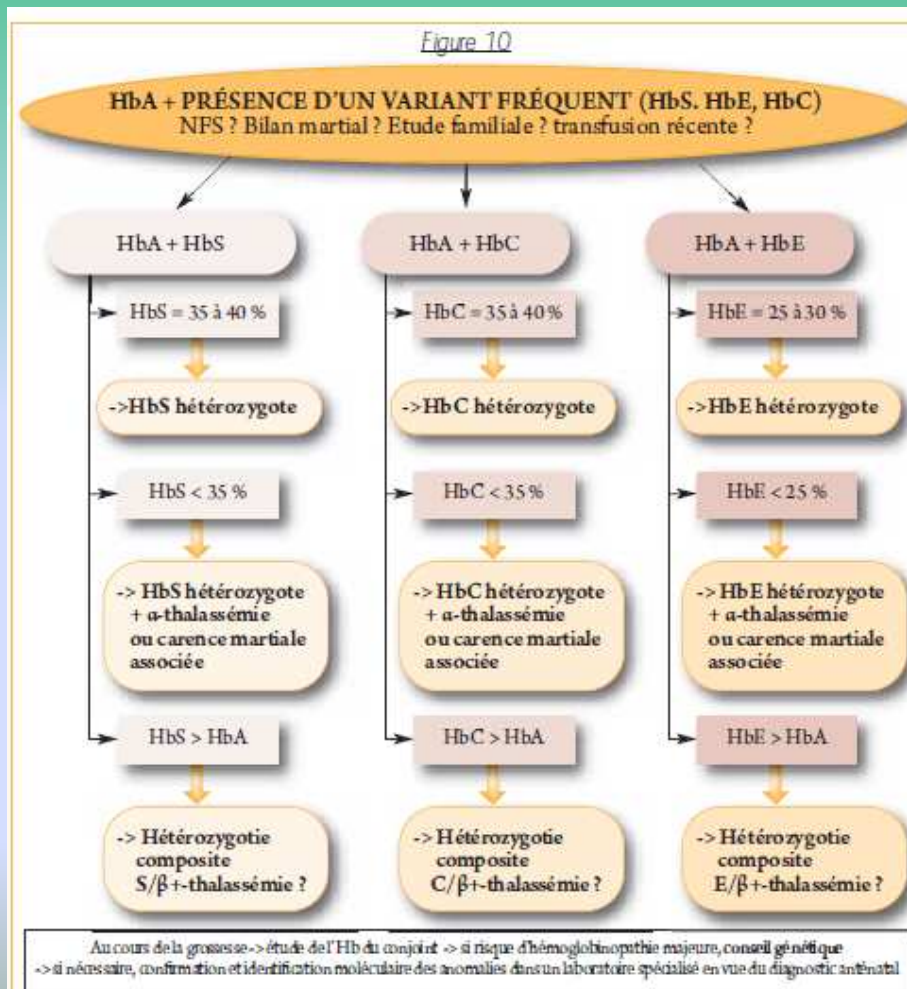 Figure 10
HbA + PRÉSENCE D'UN VARIANT FRÉQUENT (HbS. HbE, HbC)
NFS ? Bilan martial ? Etude familiale ? transfusion récente ?
HbA + HbS
HbS = 35 à 40 %
->HbS hétérozygote
HbS < 35 %
-> HbS hétérozygote
+ α-thalassémie
ou carence martiale
associée
HbS > HbA
-> Hétérozygotie
composite
S/β+-thalassémie ?
HbA + HbC
HbC = 35 à 40 %
->HbC hétérozygote
HbC < 35 %
-> HbC hétérozygote
+ α-thalassémie
ou carence martiale
associée
HbC > HbA
-> Hétérozygotie
composite
C/β+-thalassémie ?
HbA + HbE
HbE = 25 à 30 %
->HbE hétérozygote
HbE < 25 %
-> HbE hétérozygote
+ α-thalassémie
ou carence martiale
associée
HbE > HbA
-> Hétérozygotie
composite
E/β+-thalassémie ?
Au cours de la grossesse -> étude de l'Hb du conjoint -> si risque d'hémoglobinopathie majeure, conseil génétique
-> si nécessaire, confirmation et identification moléculaire des anomalies dans un laboratoire spécialisé en vue du diagnostic anténatal